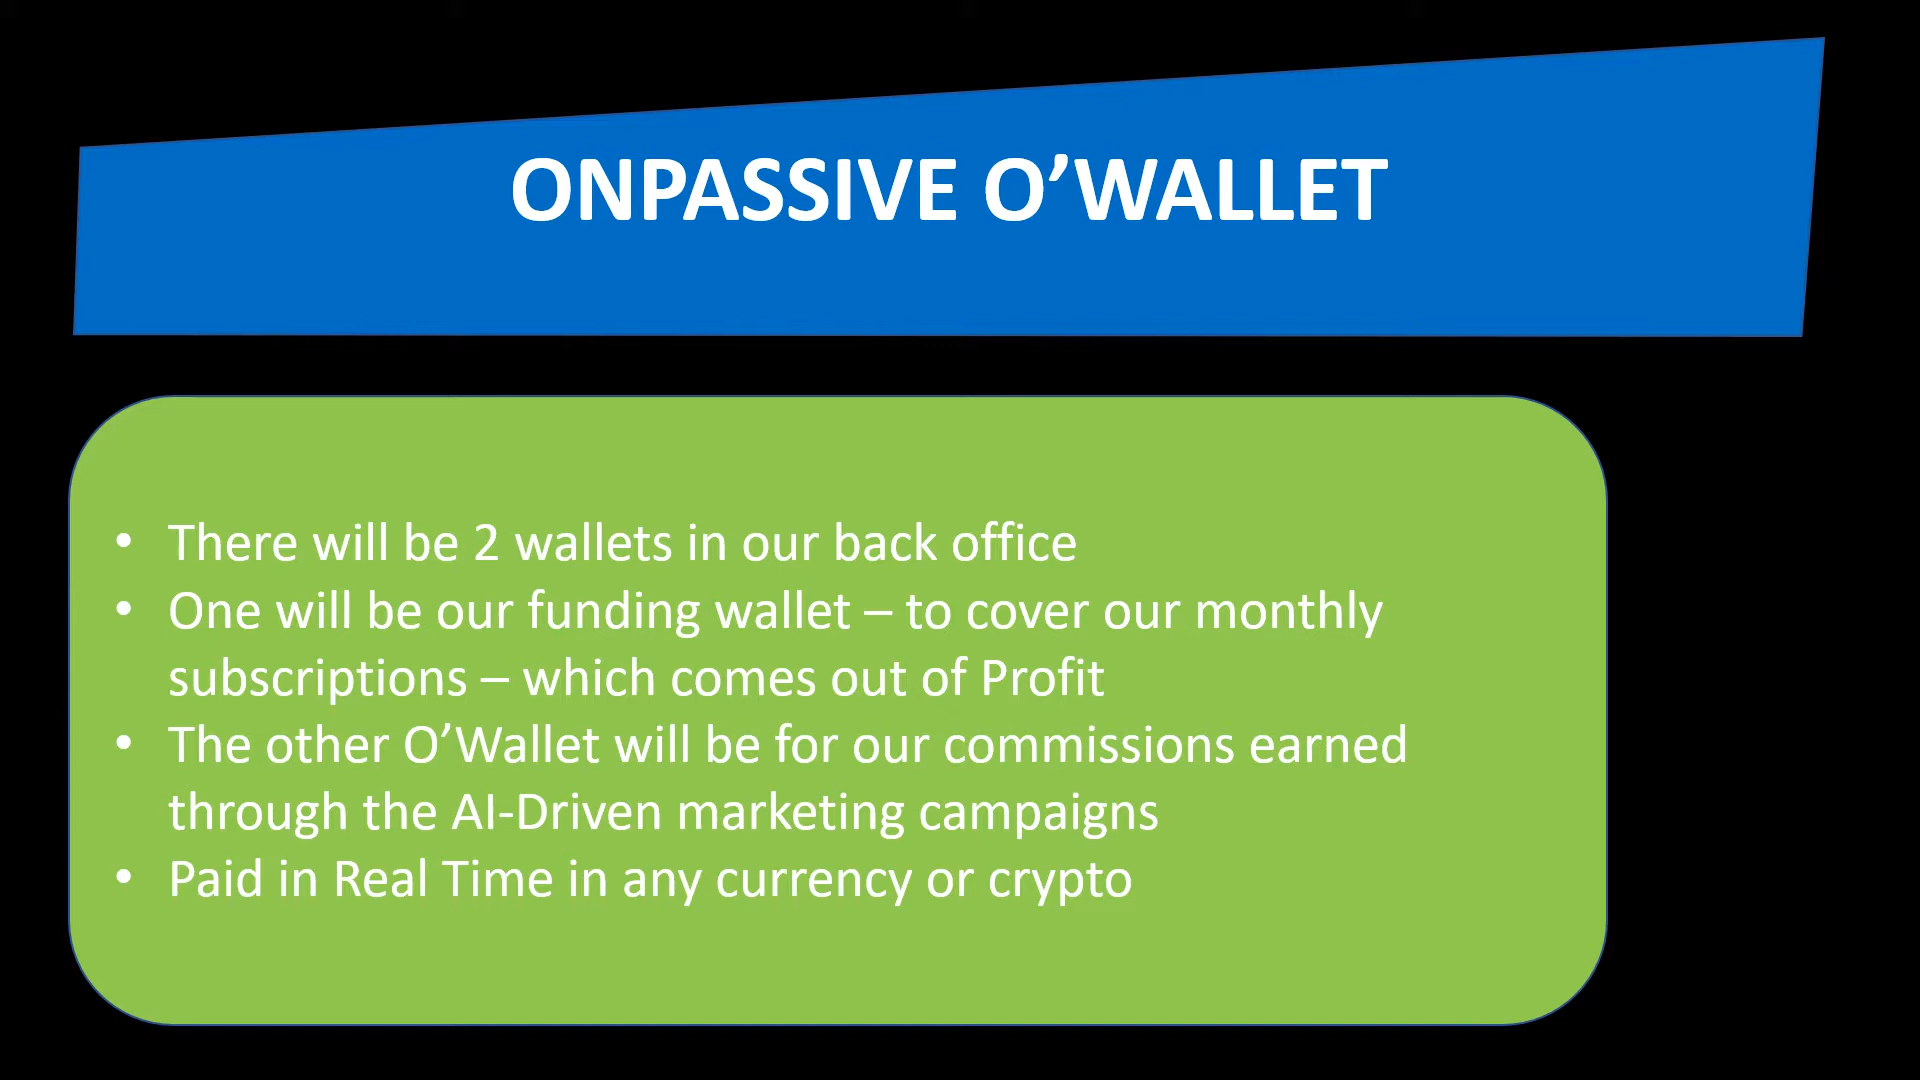 ONPASSIVE O’WALLET
• There will be 2 wallets in our back office
• One will be our funding wallet – to cover our monthly
subscriptions – which comes out of Profit
• The other O’Wallet will be for our commissions earned
through the AI-Driven marketing campaigns
• Paid in Real Time in any currency or crypto